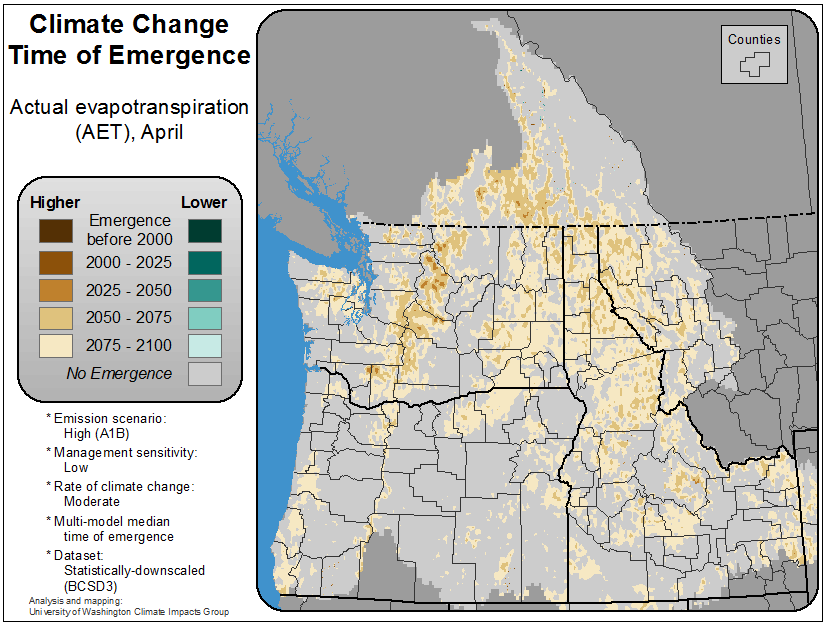 Climate Change
Time of Emergence
Actual evapotranspiration
(AET), April
Higher
Lower
Emergence
before 2000
2000 - 2025
2025 - 2050
2050 - 2075
2075 - 2100
No Emergence
* Emission scenario:
High (A1B)
* Management sensitivity:
Low
* Rate of climate change:
Moderate
* Multi-model median
time of emergence
* Dataset:
Statistically-downscaled
(BCSD3)
Analysis and mapping:
University of Washington Climate Impacts Group
Counties